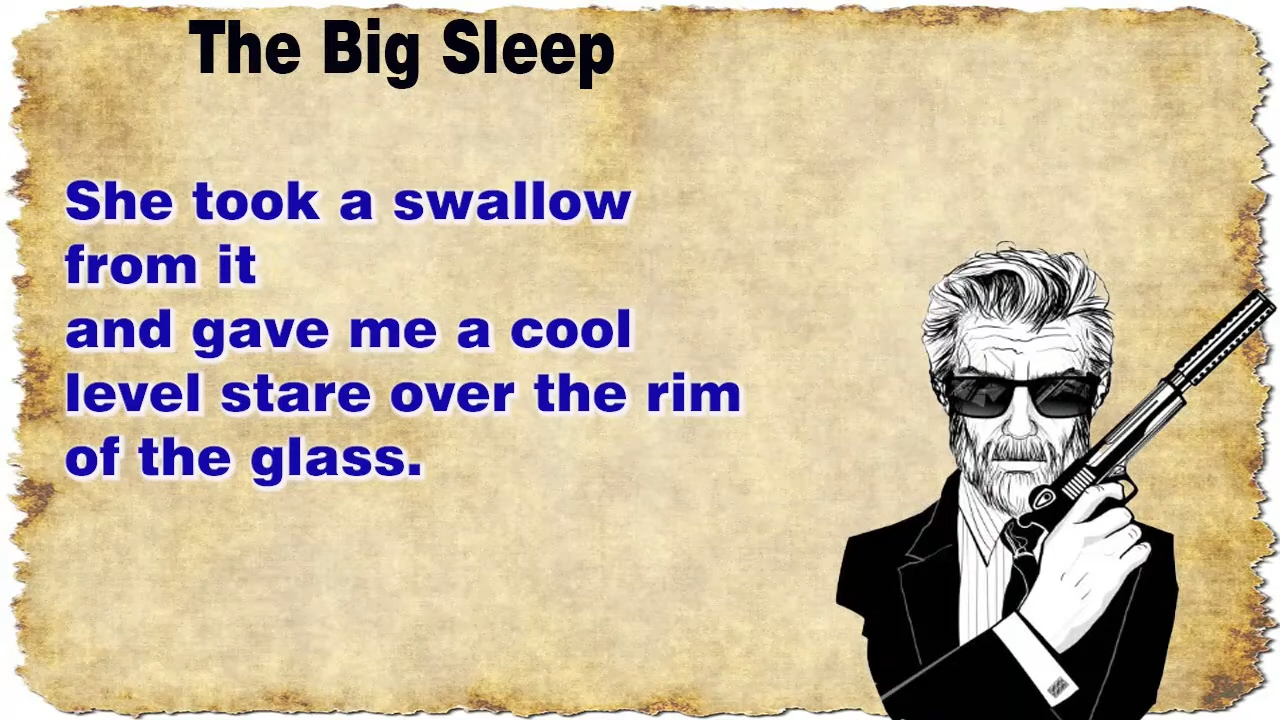 The Big Sleep
She took a swallow
from it
and gave me a cool
level stare over the rim
of the glass.